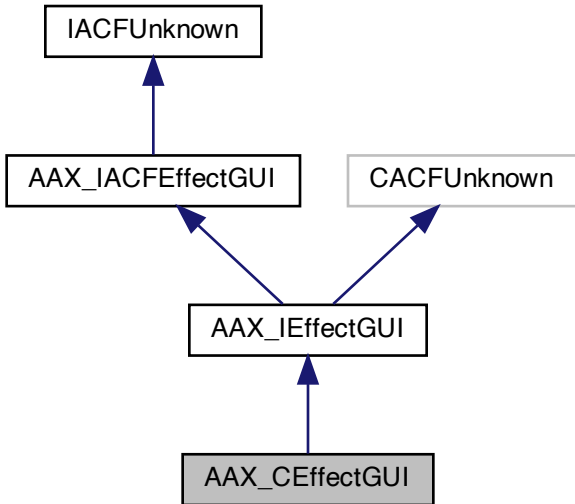 IACFUnknown
AAX_IACFEffectGUI
CACFUnknown
AAX_IEffectGUI
AAX_CEffectGUI